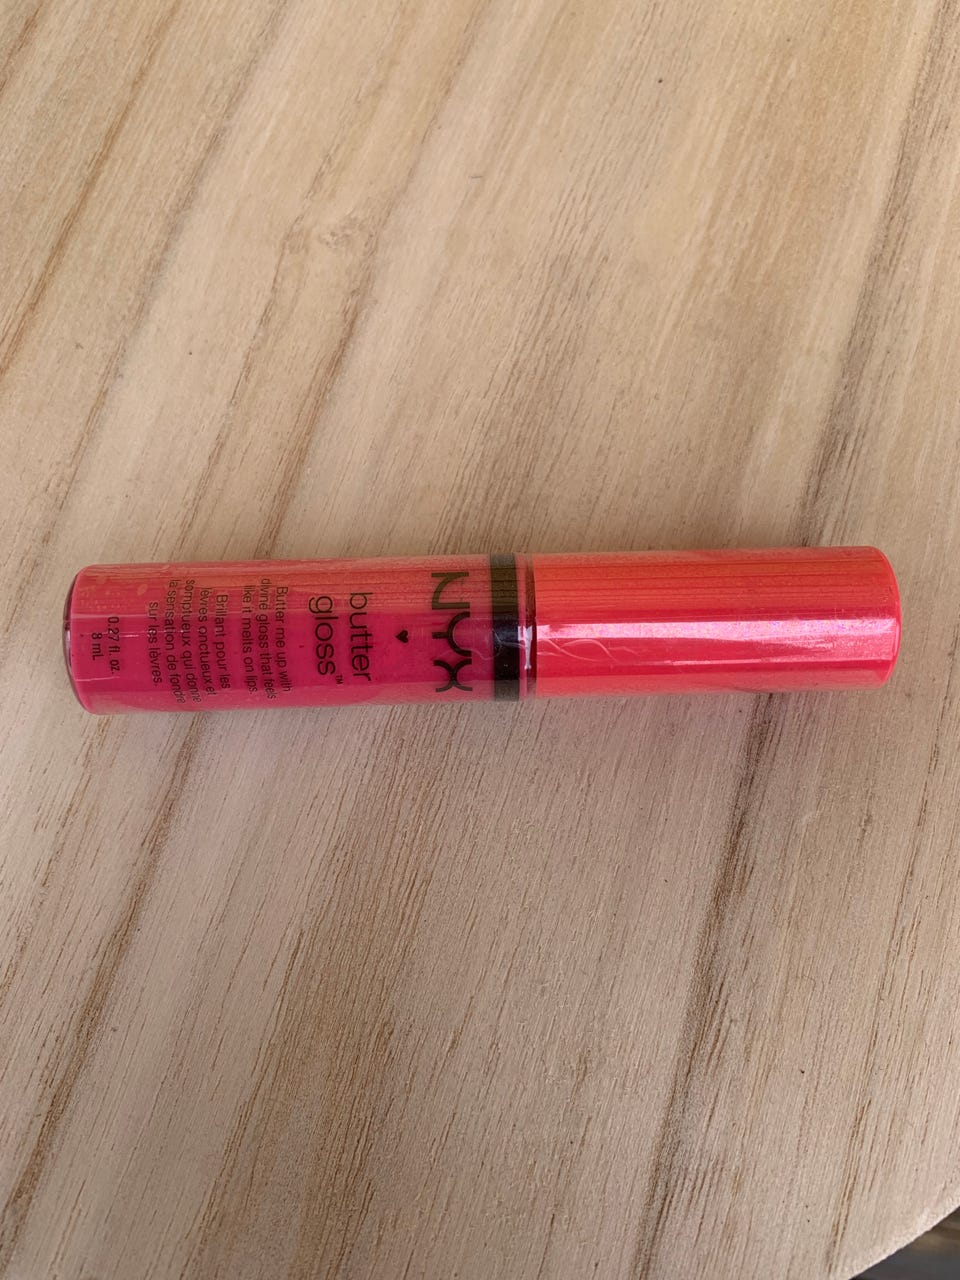 NYX
♥
butter
gloss™
Butter me up with
divine gloss that feels
like it melts on lips.
Brillant pour les
lèvres onctueux et
somptueux qui donne
la sensation de fondre
sur les lèvres.
0.27 fl. oz.
8 mL